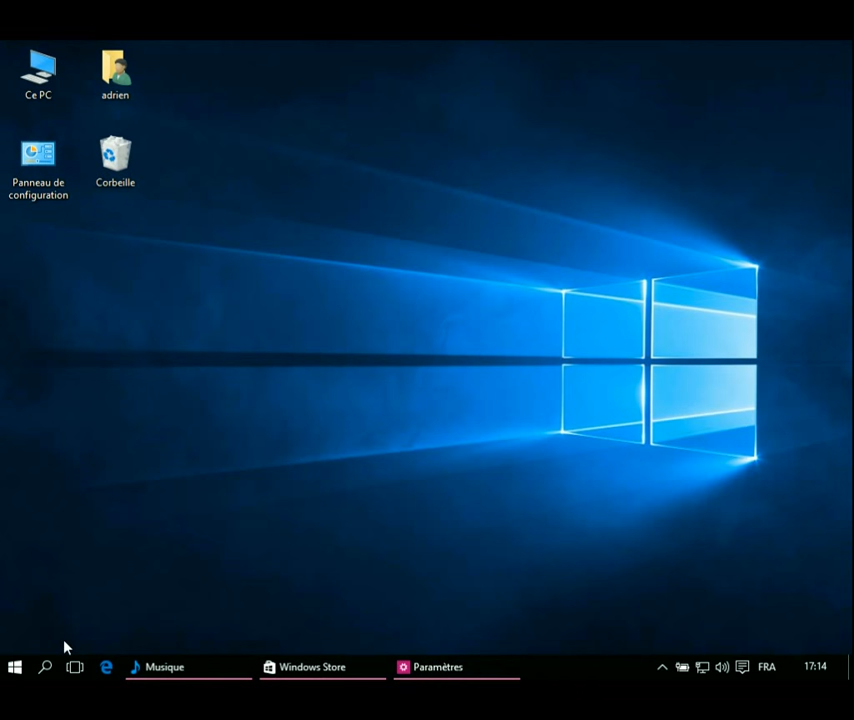 Ce PC
adrien
Panneau de
configuration
Corbeille
Musique
Windows Store
Paramètres
FRA
17:14